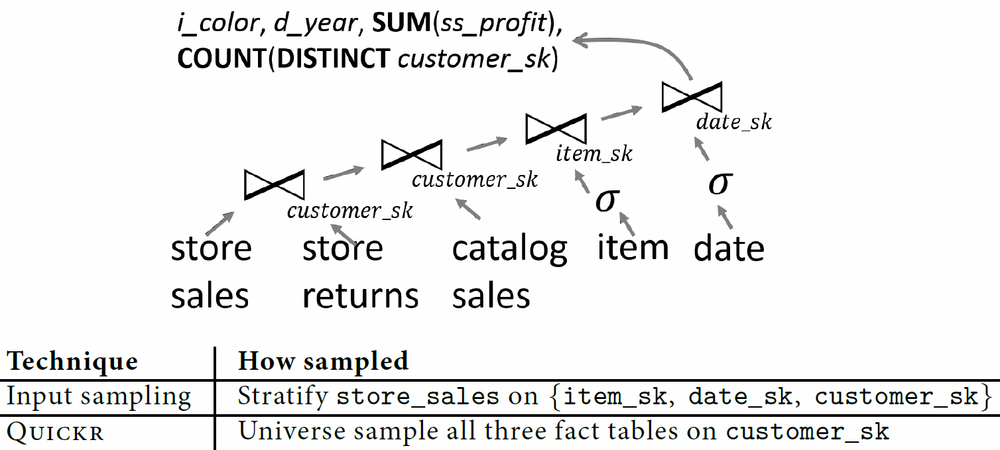 i_color, d_year, SUM(ss_profit),
COUNT(DISTINCT customer_sk)
date_sk
item_sk
customer_sk
σ
customer_sk
σ
store
sales
store
returns
catalog
sales
item
date
Technique How sampled
Input sampling Stratify store_sales on {item_sk, date_sk, customer_sk}
QUICKR Universe sample all three fact tables on customer_sk